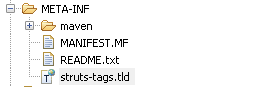 META-INF
maven
MANIFEST.MF
README.txt
struts-tags.tld